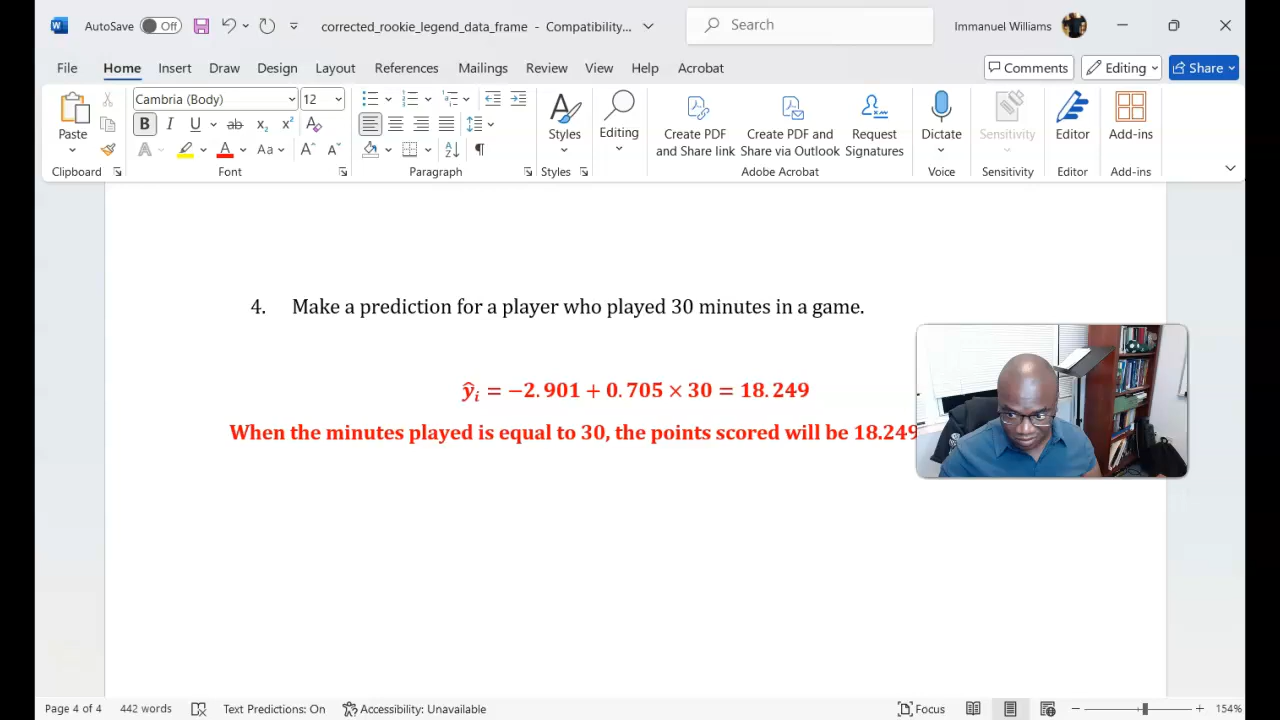 AutoSave Off corrected_rookie_legend_data_frame - Compatibility... Search Immanuel Williams
File Home Insert Draw Design Layout References Mailings Review View Help Acrobat Comments Editing Share
Cambria (Body) 12
Paste Styles Editing Create PDF and Share link Create PDF and Share via Outlook Request Signatures Dictate Sensitivity Editor Add-ins
Clipboard Font Paragraph Styles Adobe Acrobat Voice Sensitivity Editor Add-ins
4. Make a prediction for a player who played 30 minutes in a game.
ŷᵢ = −2.901 + 0.705 × 30 = 18.249
When the minutes played is equal to 30, the points scored will be 18.249
Page 4 of 4 442 words Text Predictions: On Accessibility: Unavailable Focus 154%